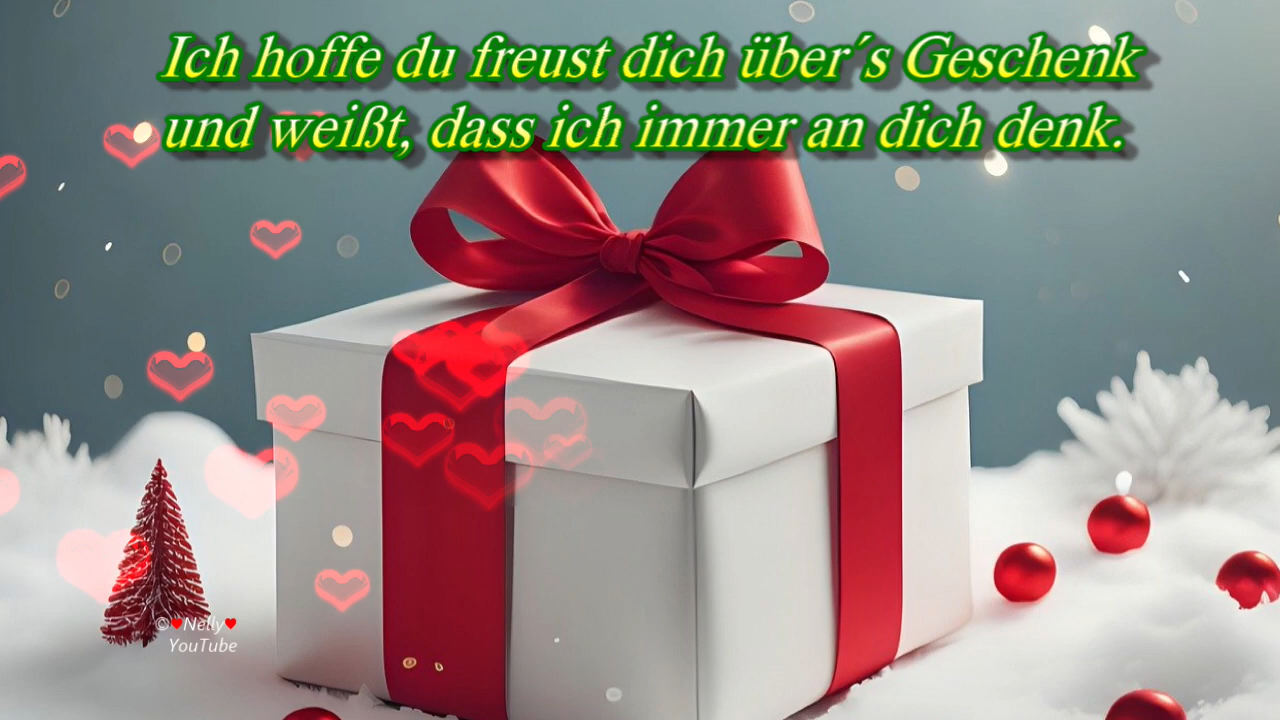 Ich hoffe du freust dich über´s Geschenk
und weißt, dass ich immer an dich denk.
©♥Nelly♥
YouTube